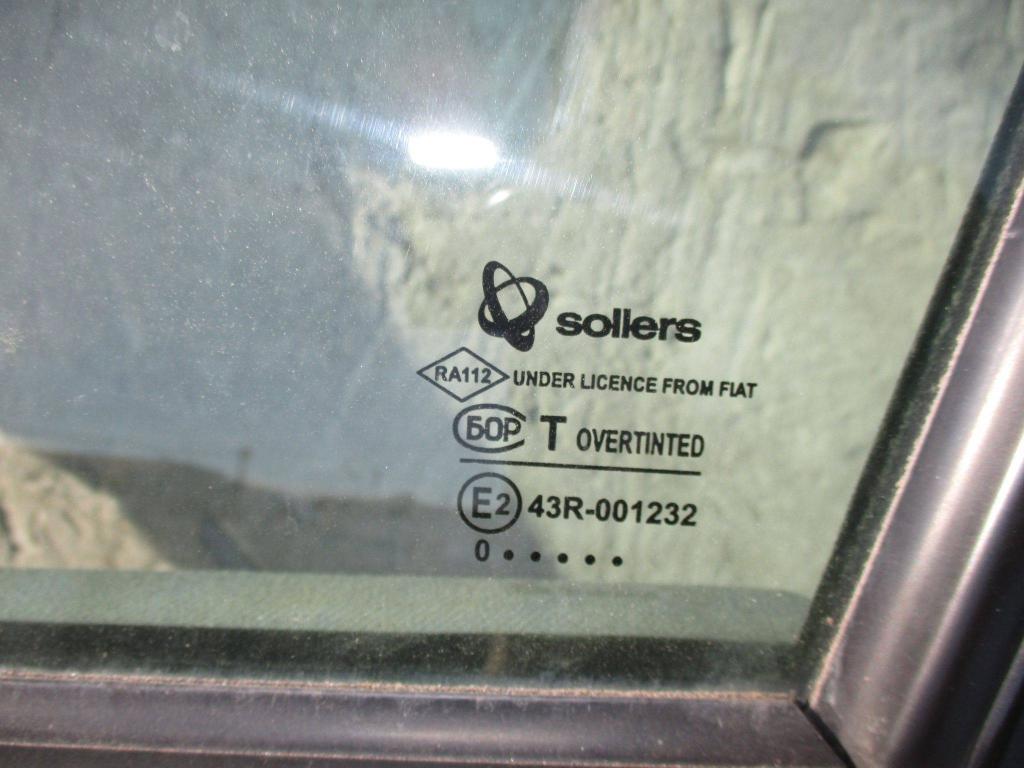 sollers
RA112 UNDER LICENCE FROM FIAT
БОР T OVERTINTED
E2 43R-001232
0 • • • • •